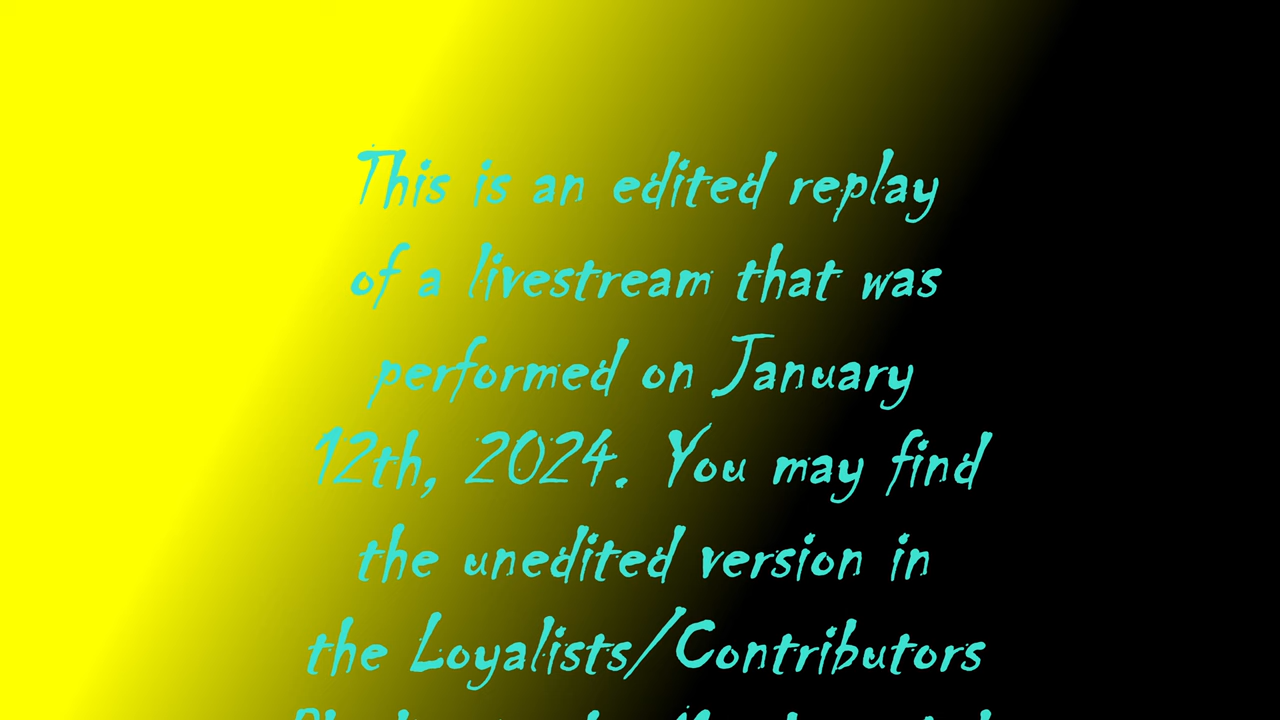 This is an edited replay
of a livestream that was
performed on January
12th, 2024. You may find
the unedited version in
the Loyalists/Contributors